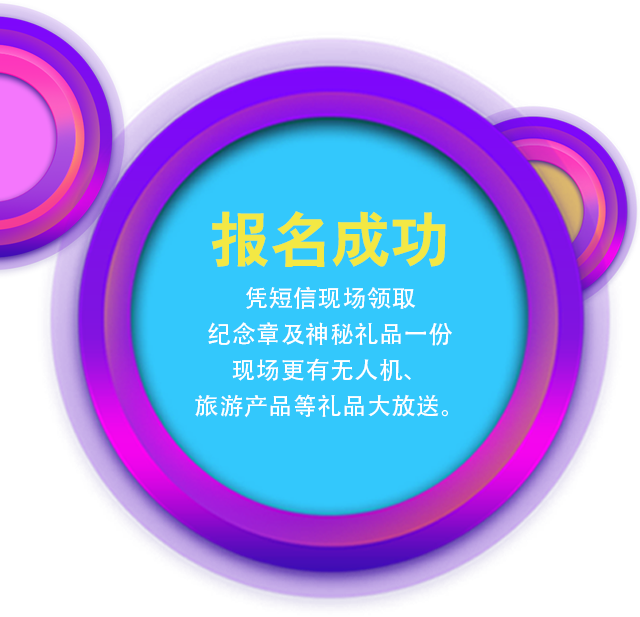 报名成功
凭短信现场领取
纪念章及神秘礼品一份
现场更有无人机、
旅游产品等礼品大放送。